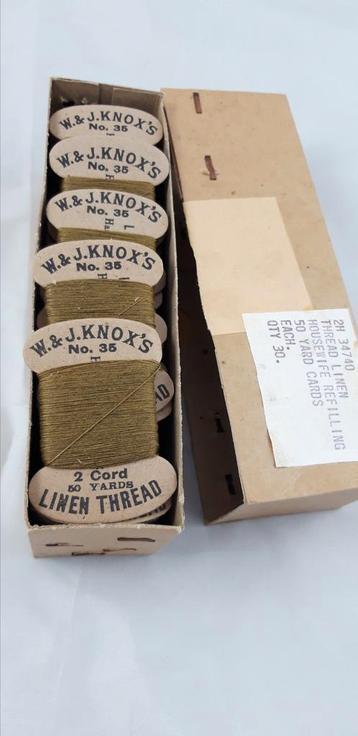 W.& J.KNOX'S
No. 35
W.& J.KNOX'S
No. 35
W.& J.KNOX'S
No. 35
W.& J.KNOX'S
No. 35
W.& J.KNOX'S
No. 35
2 Cord
50 YARDS
LINEN THREAD
2H 34740
THREAD LINEN
HOUSEWIFE REFILLING
50 YARD CARDS
EACH.
QTY 30.